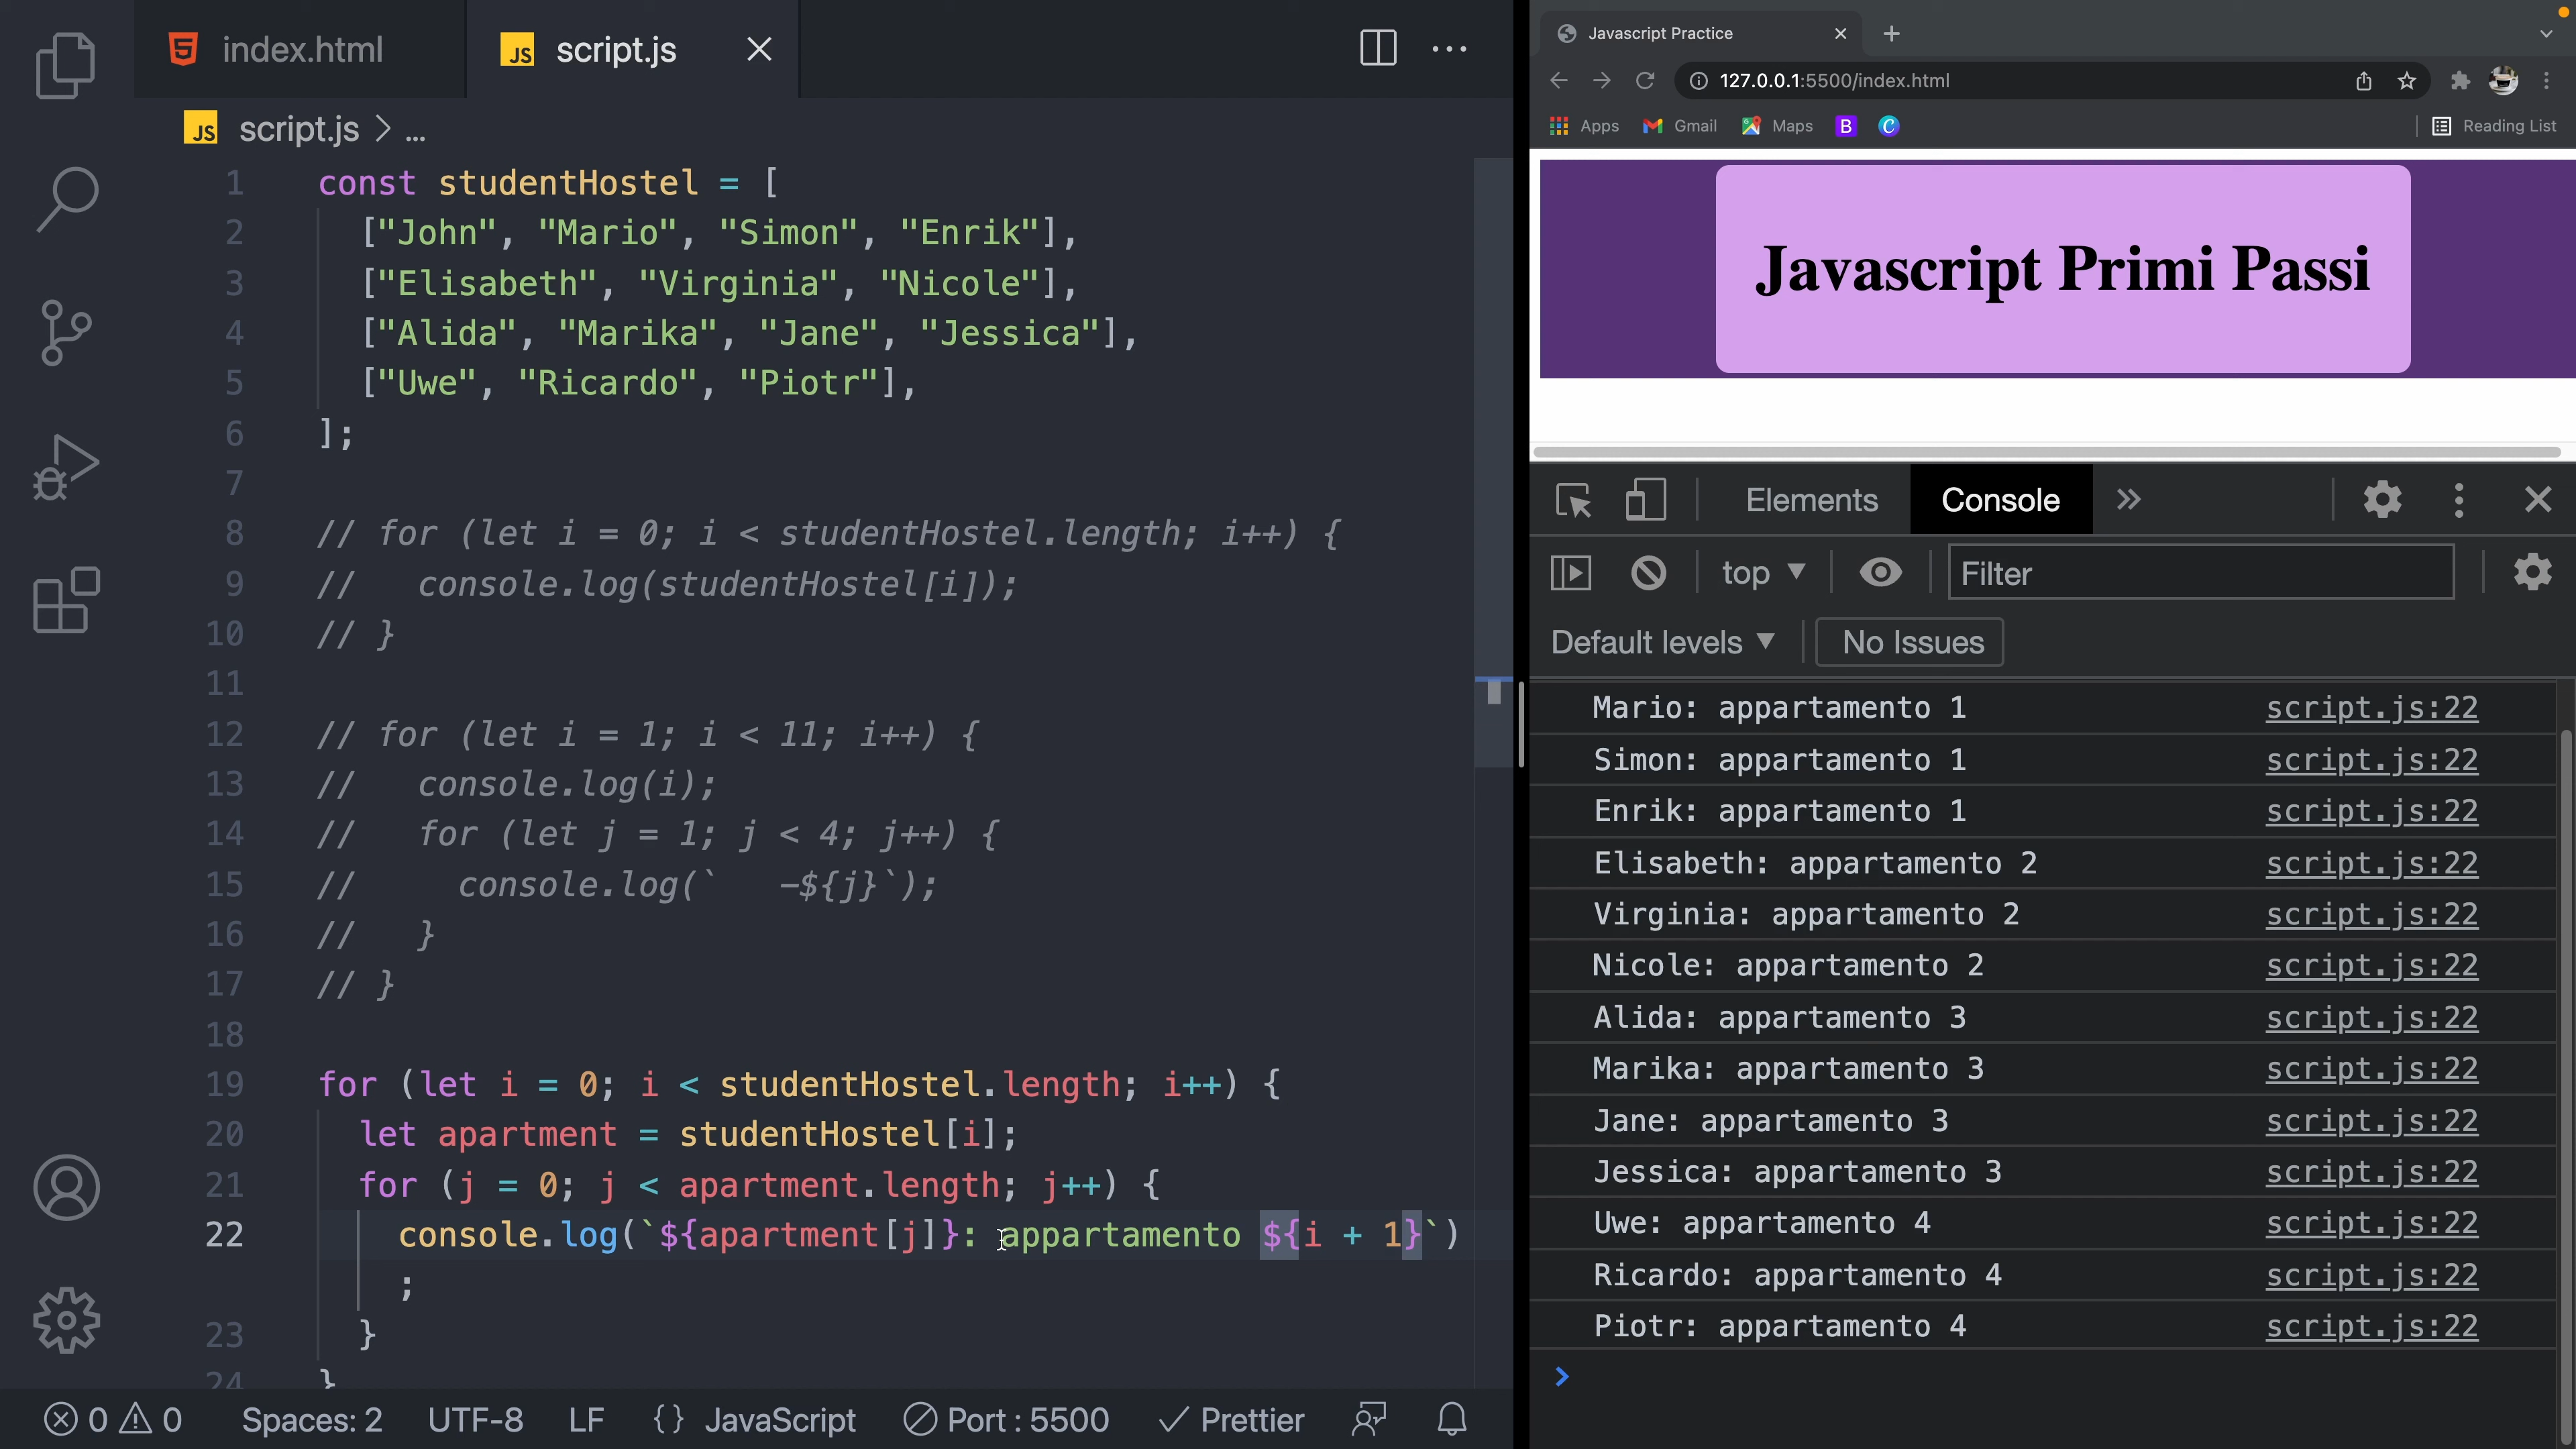 index.html
script.js
script.js > ...
1 const studentHostel = [
2 ["John", "Mario", "Simon", "Enrik"],
3 ["Elisabeth", "Virginia", "Nicole"],
4 ["Alida", "Marika", "Jane", "Jessica"],
5 ["Uwe", "Ricardo", "Piotr"],
6 ];
7
8 // for (let i = 0; i < studentHostel.length; i++) {
9 //   console.log(studentHostel[i]);
10 // }
11
12 // for (let i = 1; i < 11; i++) {
13 //   console.log(i);
14 //   for (let j = 1; j < 4; j++) {
15 //     console.log(`   -${j}`);
16 //   }
17 // }
18
19 for (let i = 0; i < studentHostel.length; i++) {
20   let apartment = studentHostel[i];
21   for (j = 0; j < apartment.length; j++) {
22     console.log(`${apartment[j]}: appartamento ${i + 1}`)
;
23   }
24 }
0 0 Spaces: 2 UTF-8 LF {} JavaScript Port : 5500 Prettier
Javascript Practice
127.0.0.1:5500/index.html
Apps Gmail Maps B C Reading List
Javascript Primi Passi
Elements Console
top Filter
Default levels No Issues
Mario: appartamento 1 script.js:22
Simon: appartamento 1 script.js:22
Enrik: appartamento 1 script.js:22
Elisabeth: appartamento 2 script.js:22
Virginia: appartamento 2 script.js:22
Nicole: appartamento 2 script.js:22
Alida: appartamento 3 script.js:22
Marika: appartamento 3 script.js:22
Jane: appartamento 3 script.js:22
Jessica: appartamento 3 script.js:22
Uwe: appartamento 4 script.js:22
Ricardo: appartamento 4 script.js:22
Piotr: appartamento 4 script.js:22